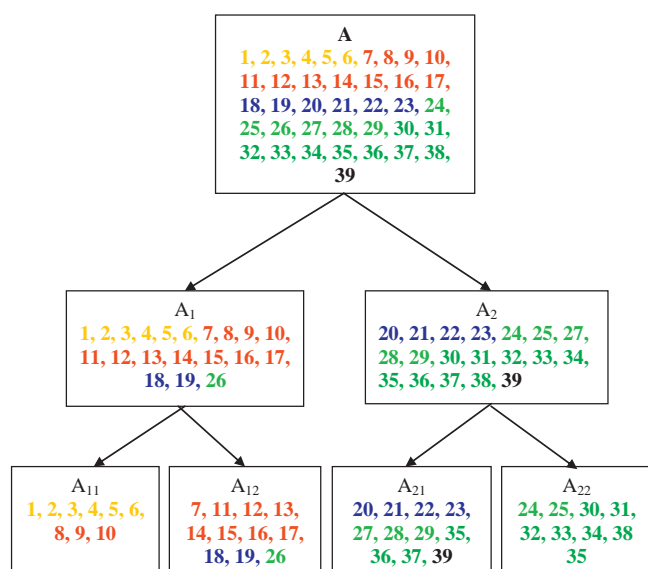 A
1, 2, 3, 4, 5, 6, 7, 8, 9, 10,
11, 12, 13, 14, 15, 16, 17,
18, 19, 20, 21, 22, 23, 24,
25, 26, 27, 28, 29, 30, 31,
32, 33, 34, 35, 36, 37, 38,
39
A1
1, 2, 3, 4, 5, 6, 7, 8, 9, 10,
11, 12, 13, 14, 15, 16, 17,
18, 19, 26
A2
20, 21, 22, 23, 24, 25, 27,
28, 29, 30, 31, 32, 33, 34,
35, 36, 37, 38, 39
A11
1, 2, 3, 4, 5, 6,
8, 9, 10
A12
7, 11, 12, 13,
14, 15, 16, 17,
18, 19, 26
A21
20, 21, 22, 23,
27, 28, 29, 35,
36, 37, 39
A22
24, 25, 30, 31,
32, 33, 34, 38
35